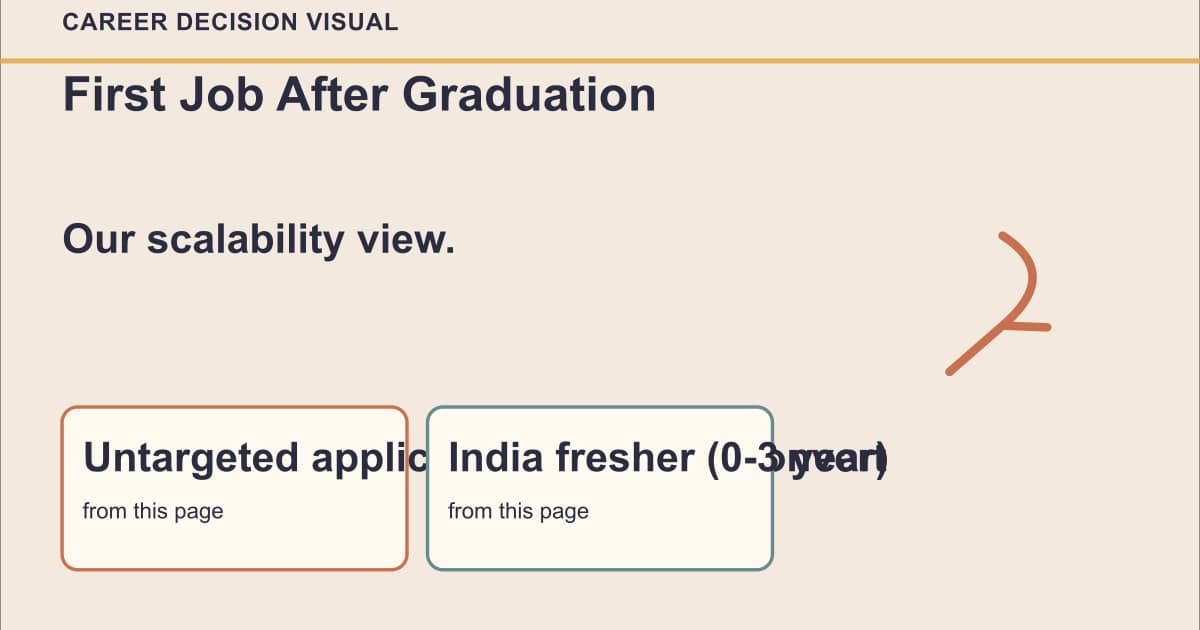 CAREER DECISION VISUAL
First Job After Graduation
Our scalability view.
Untargeted applic
India fresher (0-3 year)
from this page
from this page